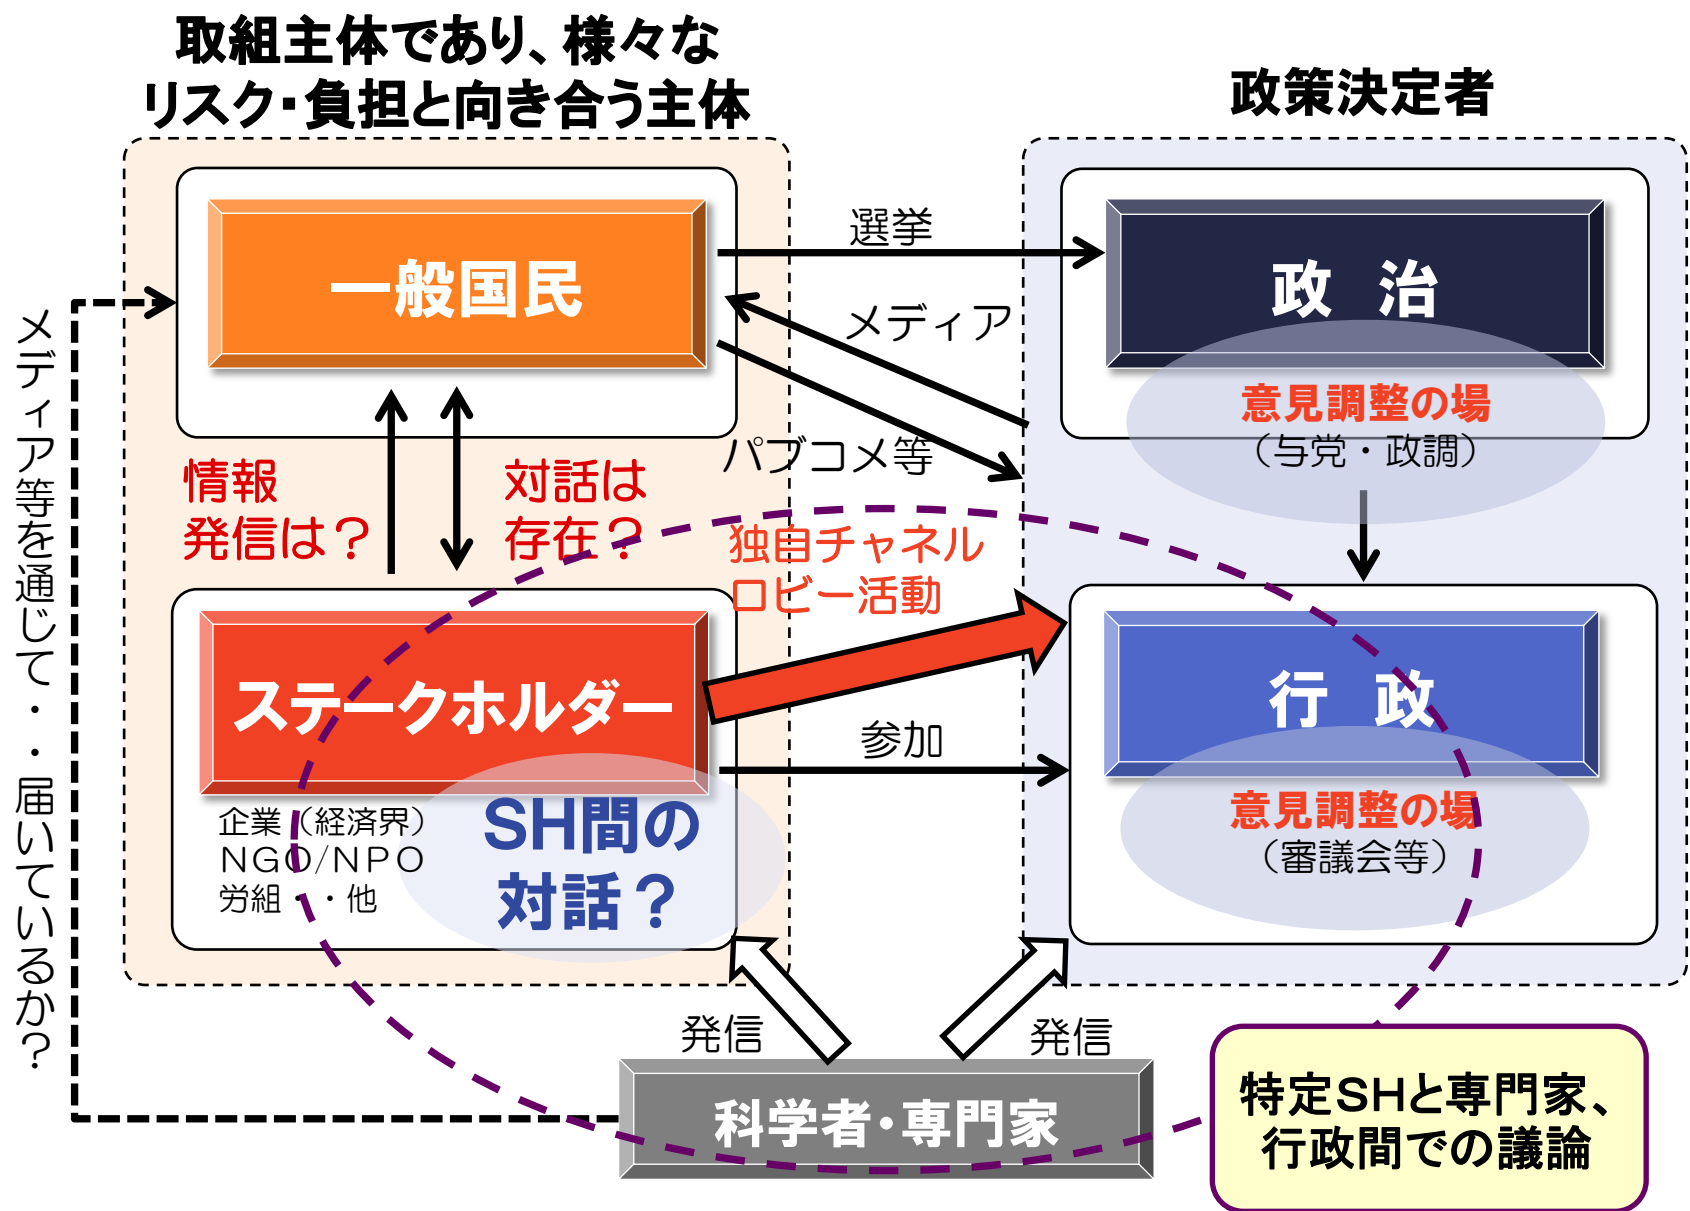 取組主体であり、様々な
リスク・負担と向き合う主体
政策決定者
一般国民
選挙
政　治
メディア
意見調整の場
（与党・政調）
パブコメ等
情報
発信は？
対話は
存在？
独自チャネル
ロビー活動
ステークホルダー
行　政
参加
企業（経済界）
ＮＧＯ/ＮＰＯ
労組・・他
SH間の
対話？
意見調整の場
（審議会等）
メディア等を通じて・・届いているか？
発信
発信
科学者・専門家
特定ＳＨと専門家、
行政間での議論